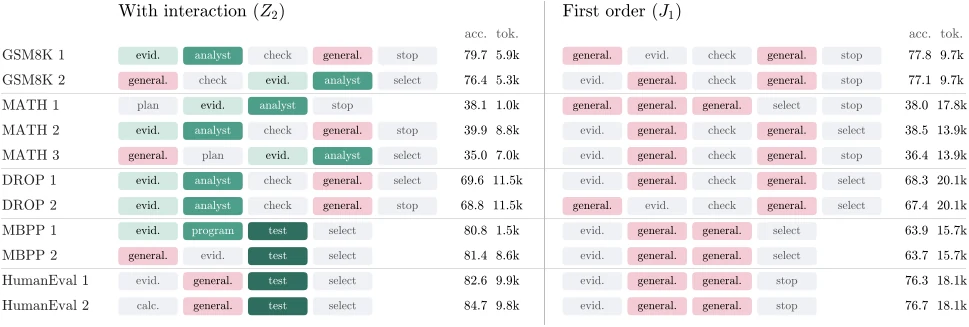 With interaction (Z2) First order (J1)
acc. tok. acc. tok.
GSM8K 1 evid. analyst check general. stop 79.7 5.9k general. evid. check general. stop 77.8 9.7k
GSM8K 2 general. check evid. analyst select 76.4 5.3k evid. general. check general. stop 77.1 9.7k
MATH 1 plan evid. analyst stop 38.1 1.0k general. general. general. select stop 38.0 17.8k
MATH 2 evid. analyst check general. stop 39.9 8.8k evid. general. check general. select 38.5 13.9k
MATH 3 general. plan evid. analyst select 35.0 7.0k evid. general. check general. stop 36.4 13.9k
DROP 1 evid. analyst check general. select 69.6 11.5k evid. general. check general. stop 68.3 20.1k
DROP 2 evid. analyst check general. stop 68.8 11.5k general. evid. check general. select 67.4 20.1k
MBPP 1 evid. program test select 80.8 1.5k evid. general. general. select 63.9 15.7k
MBPP 2 general. evid. test select 81.4 8.6k evid. general. general. select 63.7 15.7k
HumanEval 1 evid. general. test select 82.6 9.9k evid. general. general. stop 76.3 18.1k
HumanEval 2 calc. general. test select 84.7 9.8k evid. general. general. stop 76.7 18.1k